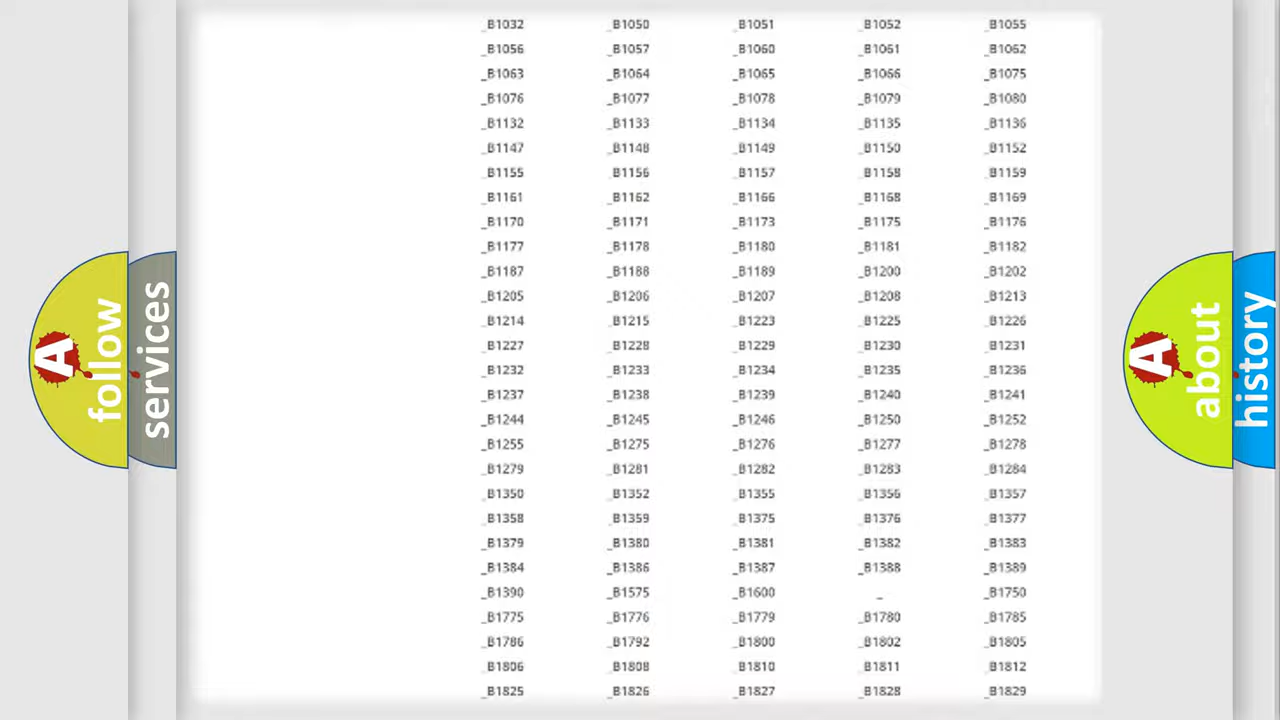 _B1032 _B1050 _B1051 _B1052 _B1055
_B1056 _B1057 _B1060 _B1061 _B1062
_B1063 _B1064 _B1065 _B1066 _B1075
_B1076 _B1077 _B1078 _B1079 _B1080
_B1132 _B1133 _B1134 _B1135 _B1136
_B1147 _B1148 _B1149 _B1150 _B1152
_B1155 _B1156 _B1157 _B1158 _B1159
_B1161 _B1162 _B1166 _B1168 _B1169
_B1170 _B1171 _B1173 _B1175 _B1176
_B1177 _B1178 _B1180 _B1181 _B1182
_B1187 _B1188 _B1189 _B1200 _B1202
_B1205 _B1206 _B1207 _B1208 _B1213
_B1214 _B1215 _B1223 _B1225 _B1226
_B1227 _B1228 _B1229 _B1230 _B1231
_B1232 _B1233 _B1234 _B1235 _B1236
_B1237 _B1238 _B1239 _B1240 _B1241
_B1244 _B1245 _B1246 _B1250 _B1252
_B1255 _B1275 _B1276 _B1277 _B1278
_B1279 _B1281 _B1282 _B1283 _B1284
_B1350 _B1352 _B1355 _B1356 _B1357
_B1358 _B1359 _B1375 _B1376 _B1377
_B1379 _B1380 _B1381 _B1382 _B1383
_B1384 _B1386 _B1387 _B1388 _B1389
_B1390 _B1575 _B1600 _ _B1750
_B1775 _B1776 _B1779 _B1780 _B1785
_B1786 _B1792 _B1800 _B1802 _B1805
_B1806 _B1808 _B1810 _B1811 _B1812
_B1825 _B1826 _B1827 _B1828 _B1829
A
follow
services
A
about
history